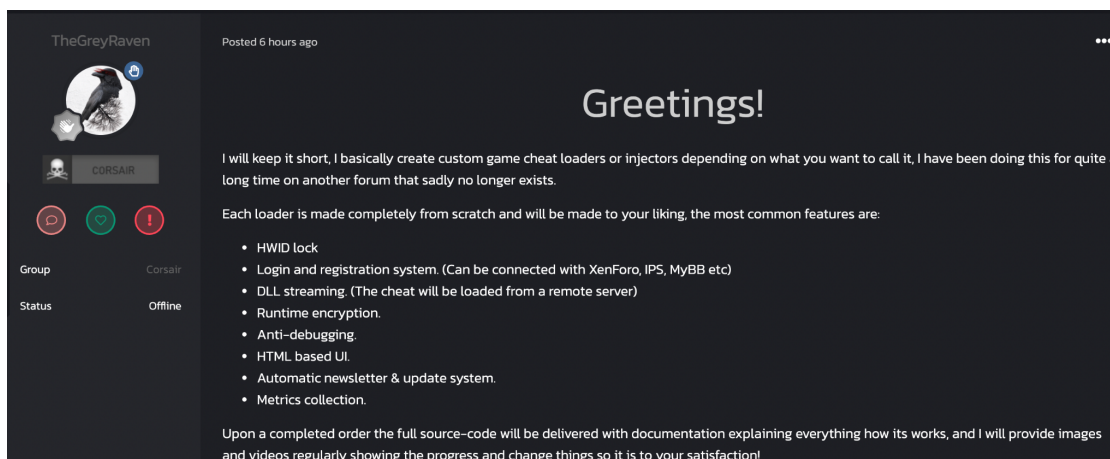 TheGreyRaven
CORSAIR
Group Corsair
Status Offline
Posted 6 hours ago
Greetings!
I will keep it short, I basically create custom game cheat loaders or injectors depending on what you want to call it, I have been doing this for quite
long time on another forum that sadly no longer exists.
Each loader is made completely from scratch and will be made to your liking, the most common features are:
• HWID lock
• Login and registration system. (Can be connected with XenForo, IPS, MyBB etc)
• DLL streaming. (The cheat will be loaded from a remote server)
• Runtime encryption.
• Anti-debugging.
• HTML based UI.
• Automatic newsletter & update system.
• Metrics collection.
Upon a completed order the full source-code will be delivered with documentation explaining everything how its works, and I will provide images
and videos regularly showing the progress and change things so it is to your satisfaction!